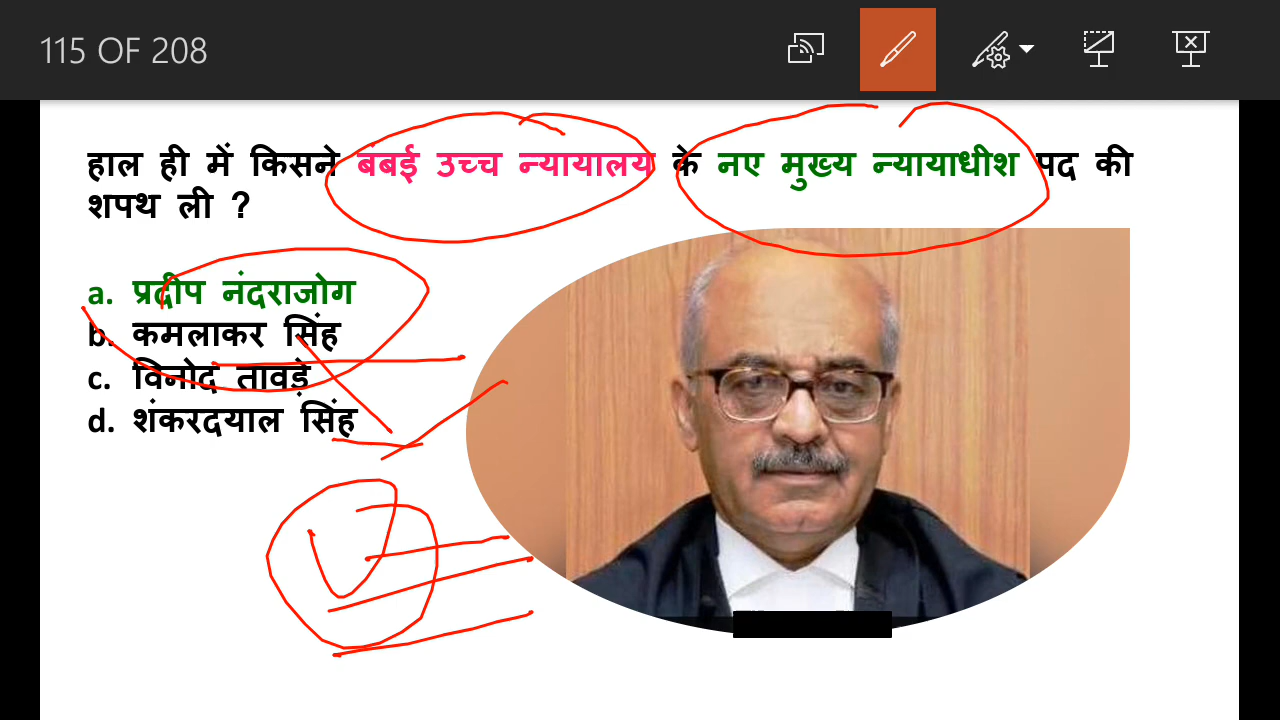 115 OF 208
हाल ही में किसने बंबई उच्च न्यायालय के नए मुख्य न्यायाधीश पद की
शपथ ली ?
a. प्रदीप नंदराजोग
b. कमलाकर सिंह
c. विनोद तावड़े
d. शंकरदयाल सिंह